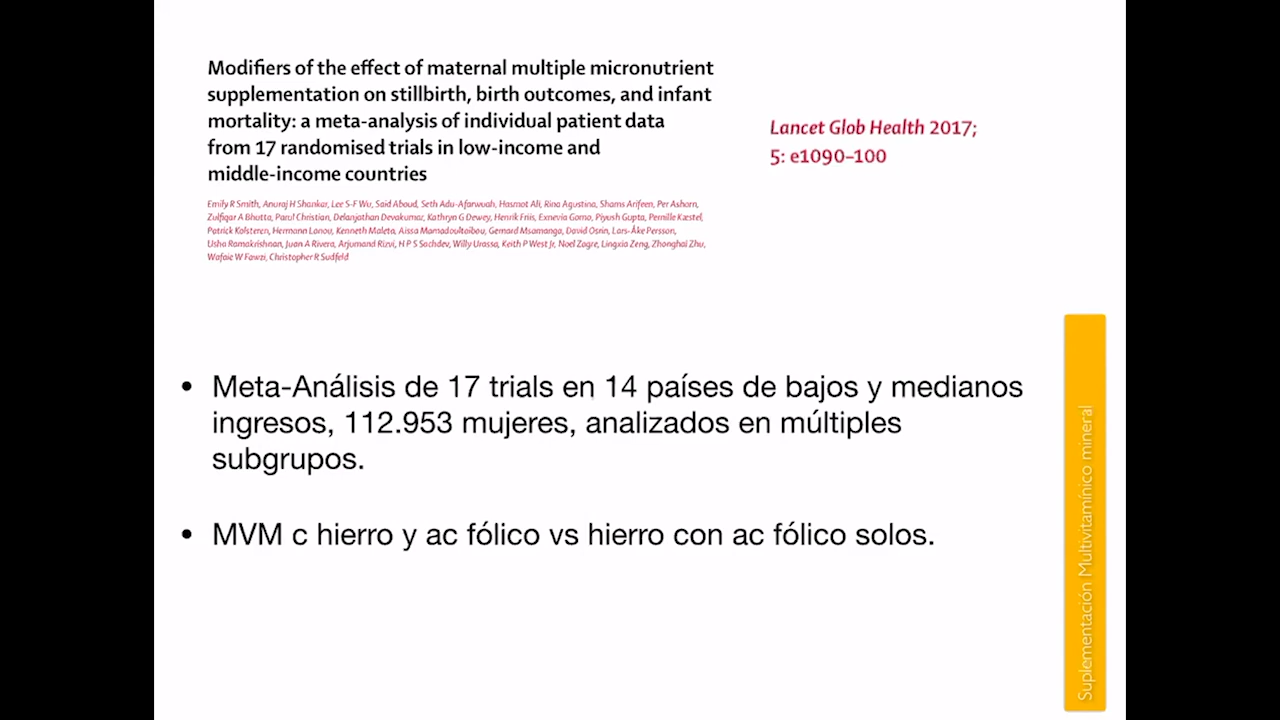 Modifiers of the effect of maternal multiple micronutrient
supplementation on stillbirth, birth outcomes, and infant
mortality: a meta-analysis of individual patient data
from 17 randomised trials in low-income and
middle-income countries
Lancet Glob Health 2017;
5: e1090–100
Emily R Smith, Anuraj H Shankar, Lee S-F Wu, Said Aboud, Seth Adu-Afarwuah, Hasmot Ali, Rina Agustina, Shams Arifeen, Per Ashorn,
Zulfiqar A Bhutta, Parul Christian, Delanjathan Devakumar, Kathryn G Dewey, Henrik Friis, Exnevia Gomo, Piyush Gupta, Pernille Kæstel,
Patrick Kolsteren, Hermann Lanou, Kenneth Maleta, Aissa Mamadoultaibou, Gernard Msamanga, David Osrin, Lars-Åke Persson,
Usha Ramakrishnan, Juan A Rivera, Arjumand Rizvi, H P S Sachdev, Willy Urassa, Keith P West Jr, Noel Zagre, Lingxia Zeng, Zhonghai Zhu,
Wafaie W Fawzi, Christopher R Sudfeld
• Meta-Análisis de 17 trials en 14 países de bajos y medianos
ingresos, 112.953 mujeres, analizados en múltiples
subgrupos.
• MVM c hierro y ac fólico vs hierro con ac fólico solos.
Suplementación Multivitamínico mineral